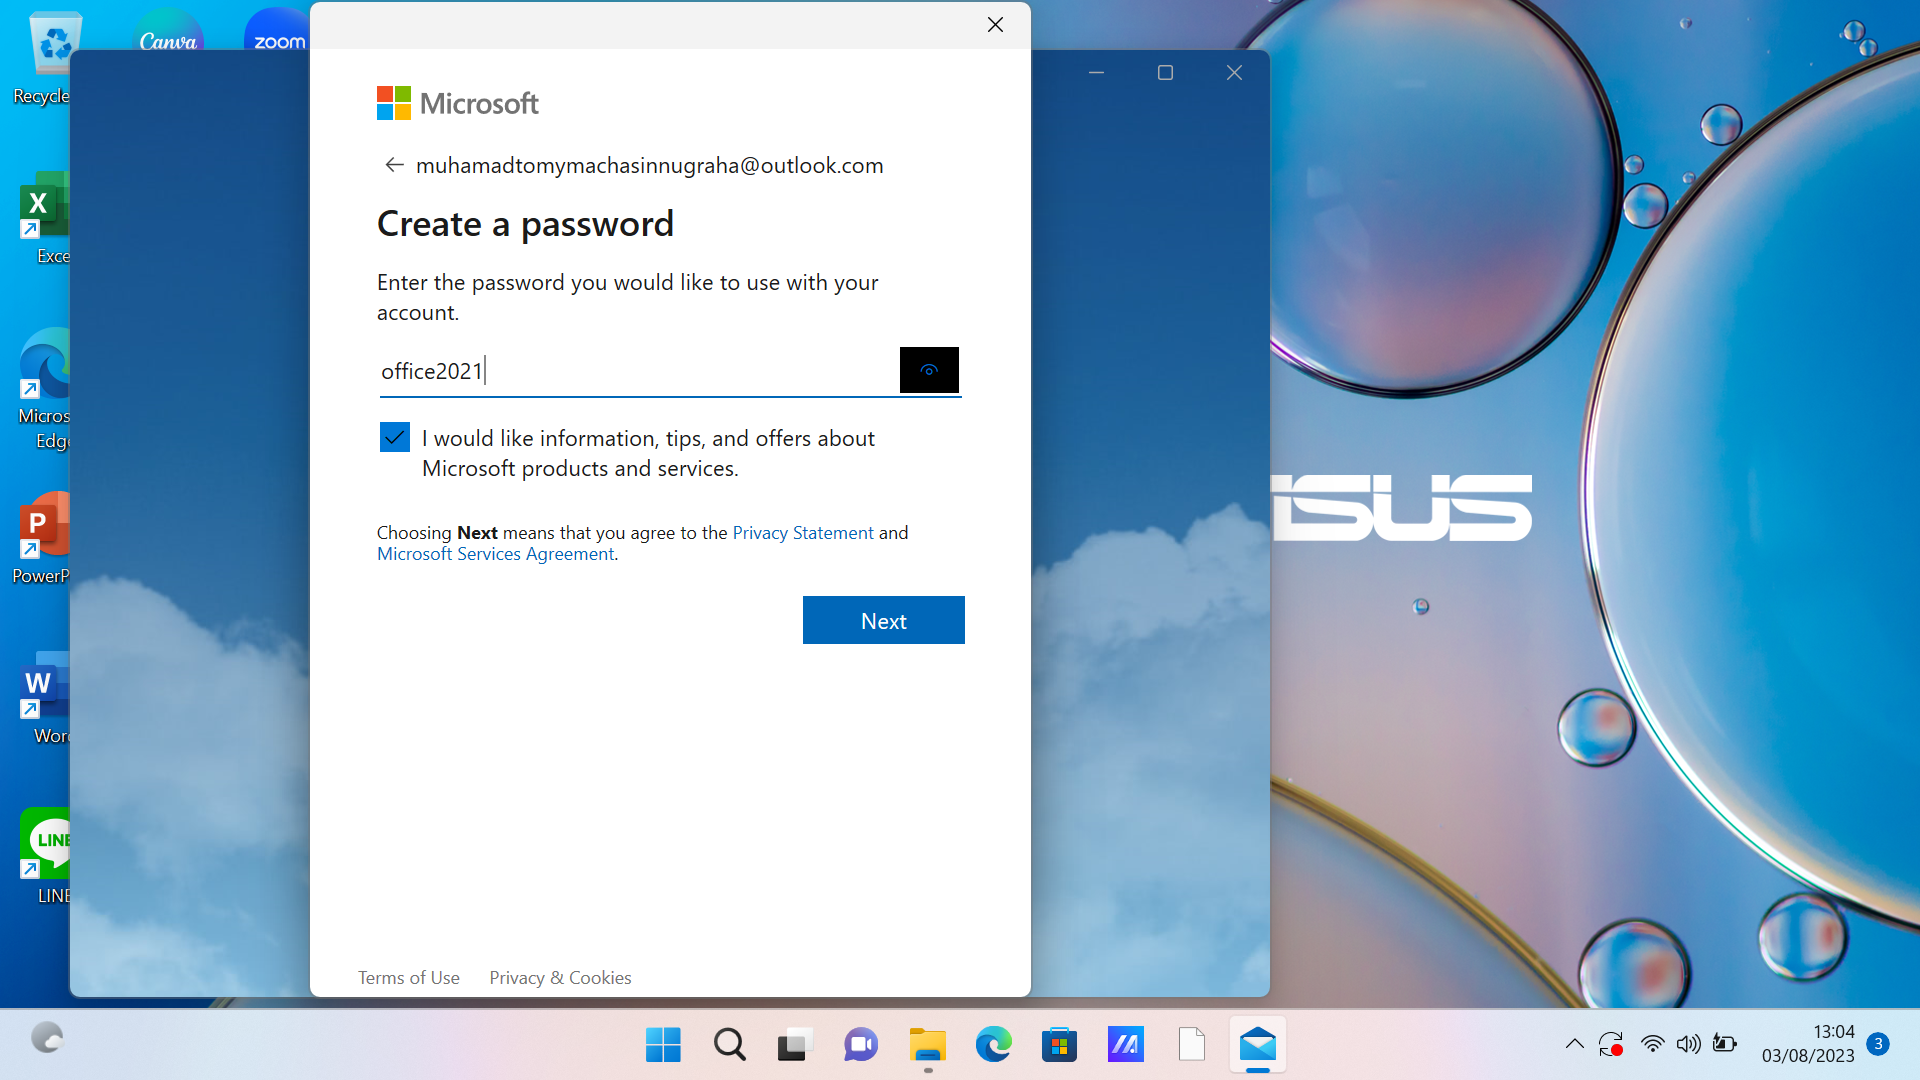 Canva
zoom
Recycle
Exce
Micros
Edge
PowerP
Word
LINE
LINE
Microsoft
muhamadtomymachasinnugraha@outlook.com
Create a password
Enter the password you would like to use with your
account.
office2021
I would like information, tips, and offers about
Microsoft products and services.
Choosing Next means that you agree to the Privacy Statement and
Microsoft Services Agreement.
Next
Terms of Use Privacy & Cookies
ISUS
13:04
03/08/2023
3